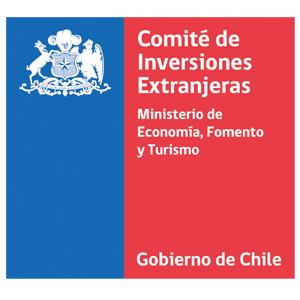 Comité de
Inversiones
Extranjeras
Ministerio de
Economía, Fomento
y Turismo
Gobierno de Chile